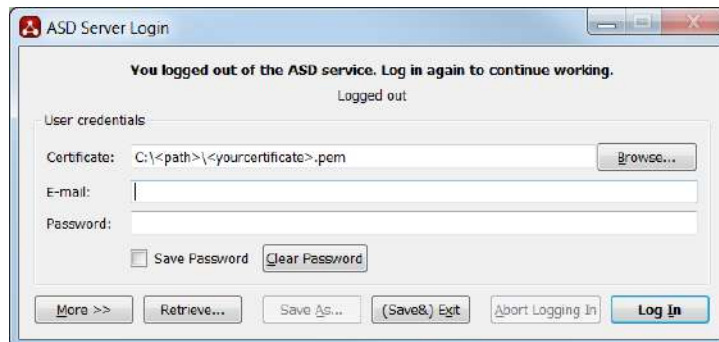 ASD Server Login
You logged out of the ASD service. Log in again to continue working.
Logged out
User credentials
Certificate: C:\<path>\<yourcertificate>.pem Browse...
E-mail:
Password:
Save Password Clear Password
More >> Retrieve... Save As... (Save&) Exit Abort Logging In Log In